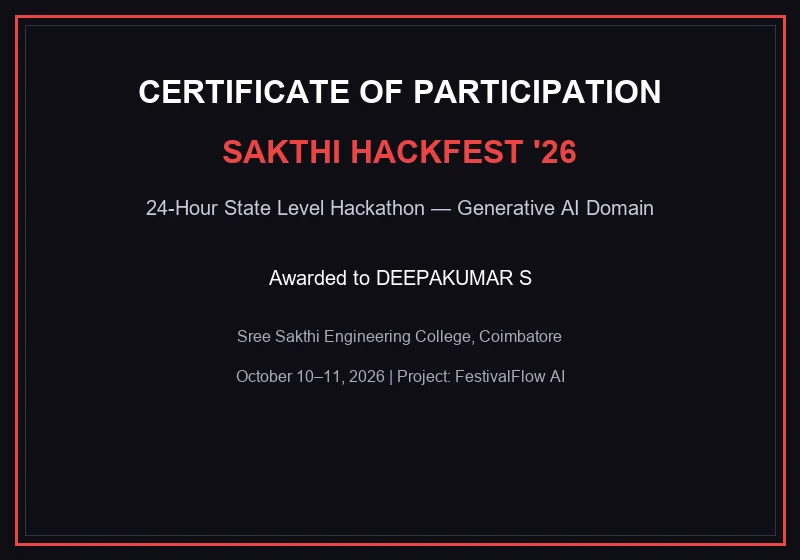 CERTIFICATE OF PARTICIPATION
SAKTHI HACKFEST '26
24-Hour State Level Hackathon — Generative AI Domain
Awarded to DEEPAKUMAR S
Sree Sakthi Engineering College, Coimbatore
October 10–11, 2026 | Project: FestivalFlow AI